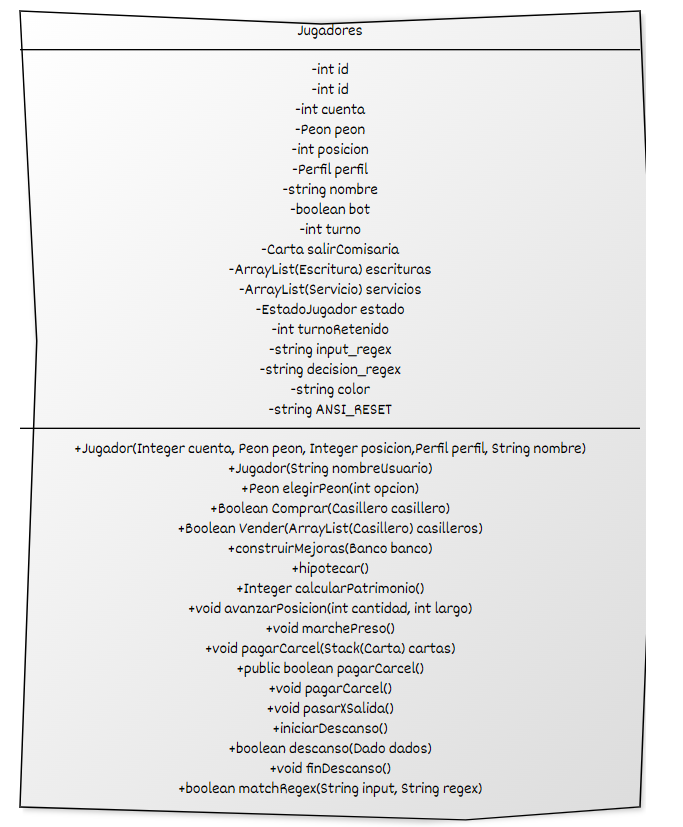 Jugadores
-int id
-int id
-int cuenta
-Peon peon
-int posicion
-Perfil perfil
-string nombre
-boolean bot
-int turno
-Carta salirComisaria
-ArrayList(Escritura) escrituras
-ArrayList(Servicio) servicios
-EstadoJugador estado
-int turnoRetenido
-string input_regex
-string decision_regex
-string color
-string ANSI_RESET
+Jugador(Integer cuenta, Peon peon, Integer posicion,Perfil perfil, String nombre)
+Jugador(String nombreUsuario)
+Peon elegirPeon(int opcion)
+Boolean Comprar(Casillero casillero)
+Boolean Vender(ArrayList(Casillero) casilleros)
+construirMejoras(Banco banco)
+hipotecar()
+Integer calcularPatrimonio()
+void avanzarPosicion(int cantidad, int largo)
+void marchePreso()
+void pagarCarcel(Stack(Carta) cartas)
+public boolean pagarCarcel()
+void pagarCarcel()
+void pasarXSalida()
+iniciarDescanso()
+boolean descanso(Dado dados)
+void finDescanso()
+boolean matchRegex(String input, String regex)